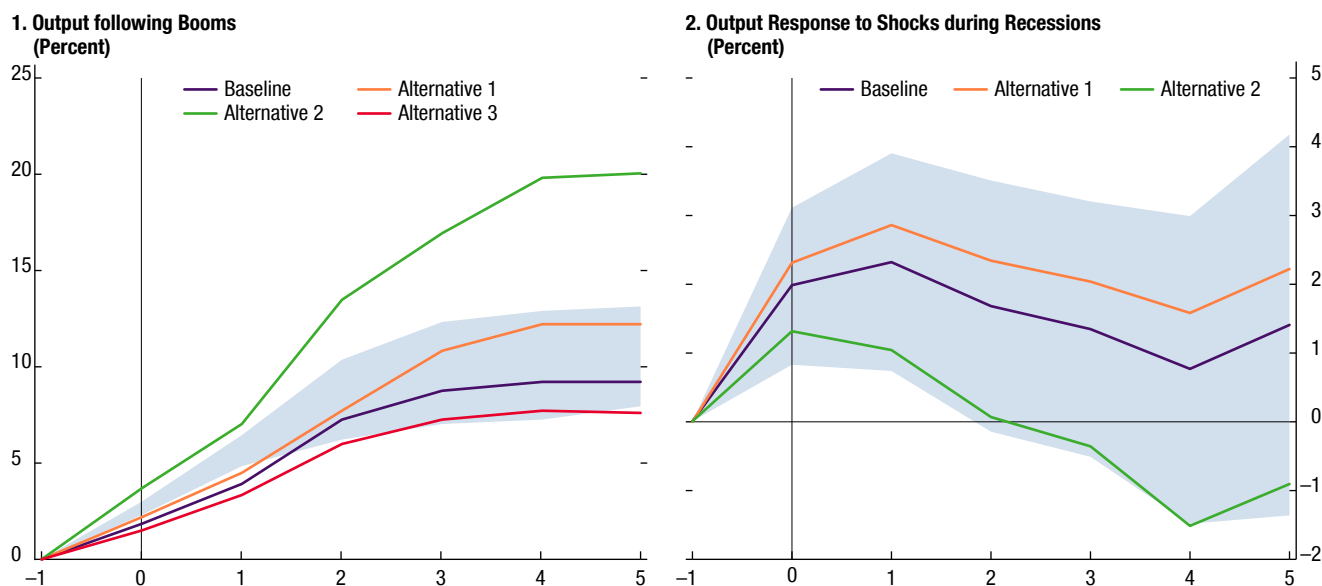 1. Output following Booms
(Percent)
25
20
15
10
5
0
Baseline
Alternative 1
Alternative 2
Alternative 3
–1 0 1 2 3 4 5
2. Output Response to Shocks during Recessions
(Percent)
Baseline Alternative 1 Alternative 2
5
4
3
2
1
0
–1
–2
–1 0 1 2 3 4 5